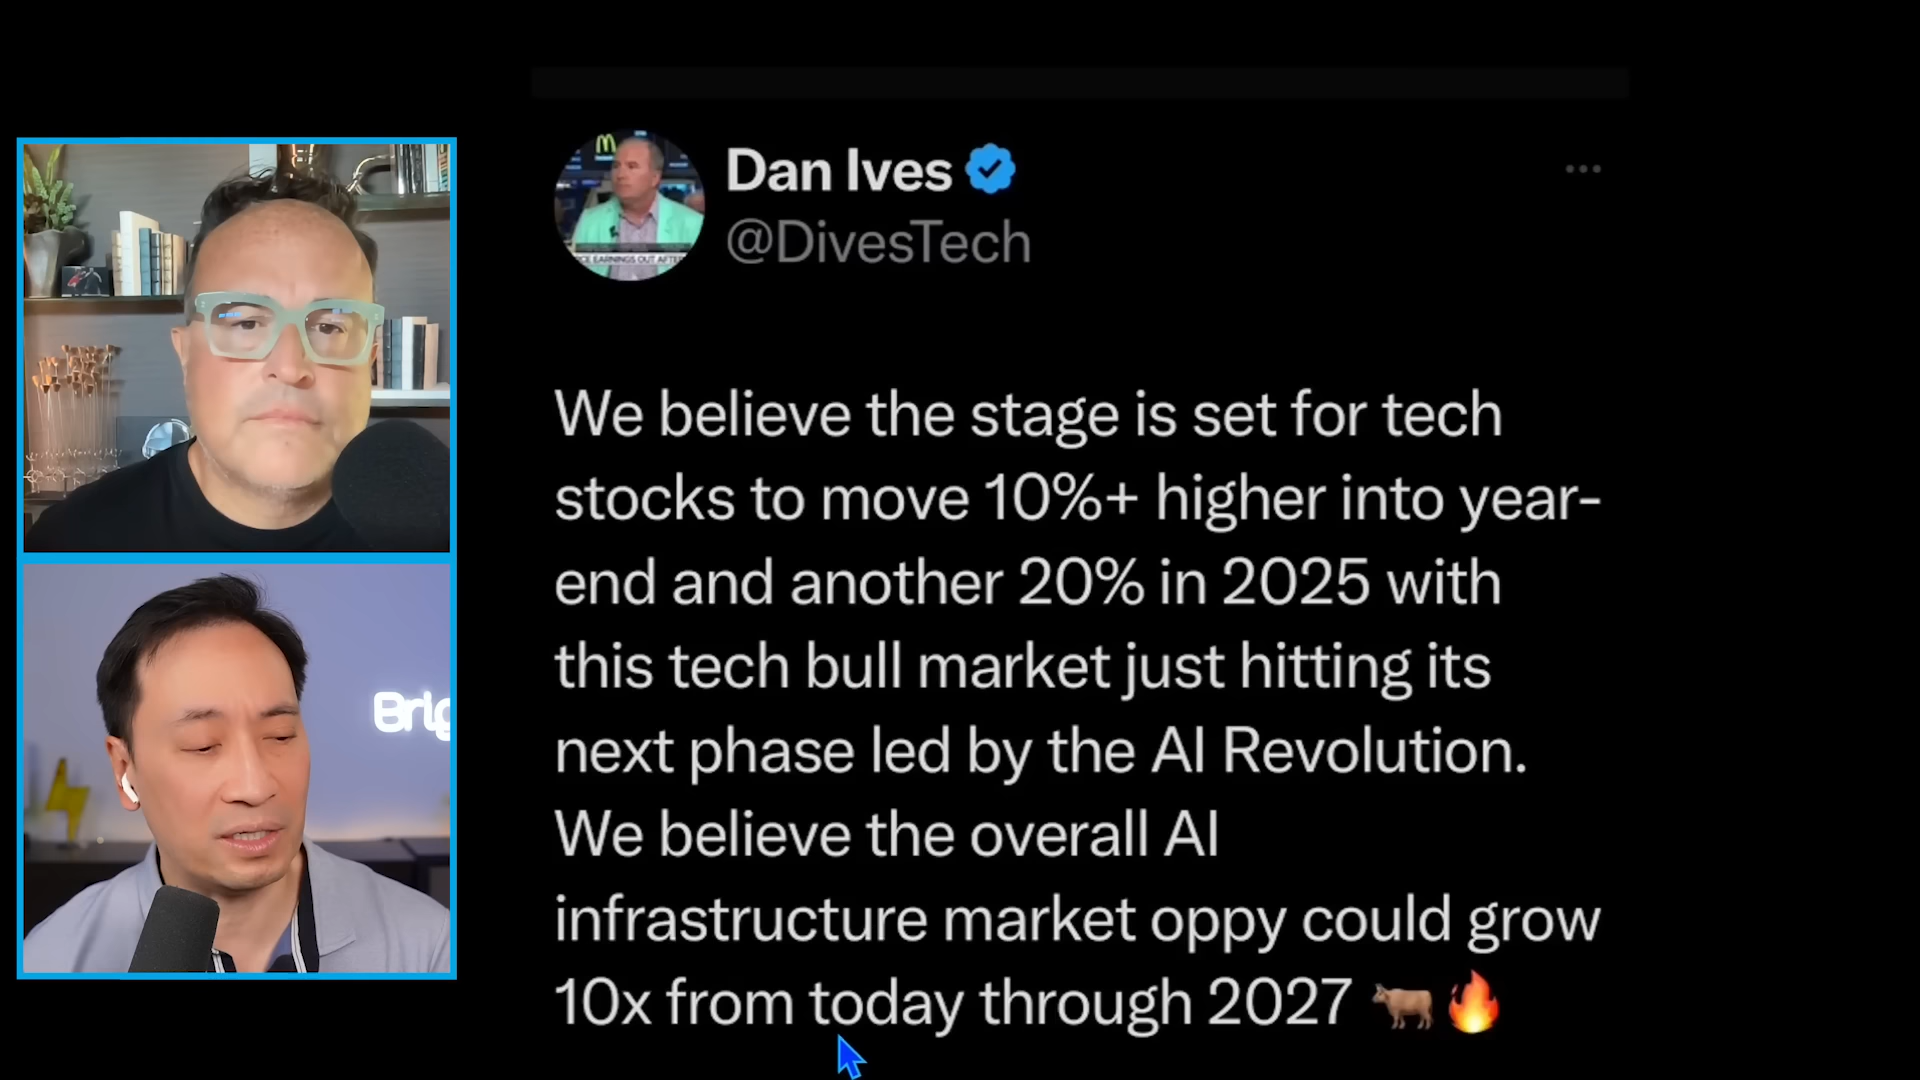 Dan Ives
@DivesTech
We believe the stage is set for tech
stocks to move 10%+ higher into year-
end and another 20% in 2025 with
this tech bull market just hitting its
next phase led by the AI Revolution.
We believe the overall AI
infrastructure market oppy could grow
10x from today through 2027 🐂🔥
Brig